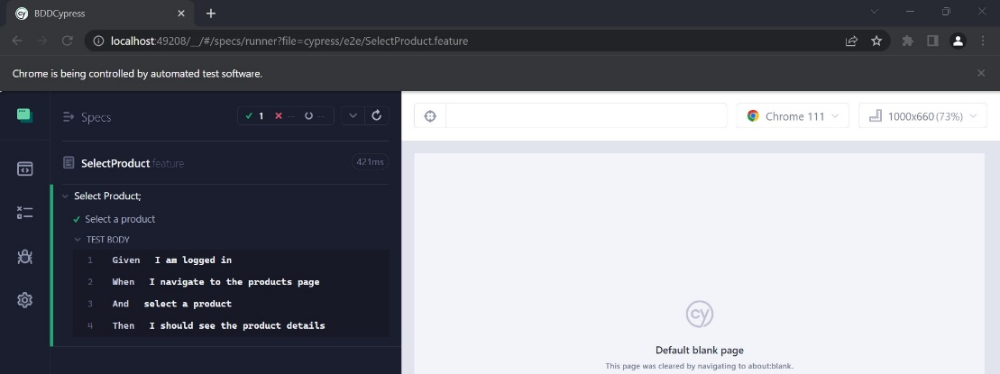 BDDCypress
localhost:49208/__/#/specs/runner?file=cypress/e2e/SelectProduct.feature
Chrome is being controlled by automated test software.
Specs
1
--
--
Chrome 111
1000x660 (73%)
SelectProduct.feature
421ms
Select Product;
Select a product
TEST BODY
1 Given I am logged in
2 When I navigate to the products page
3 And select a product
4 Then I should see the product details
cy
Default blank page
This page was cleared by navigating to about:blank.